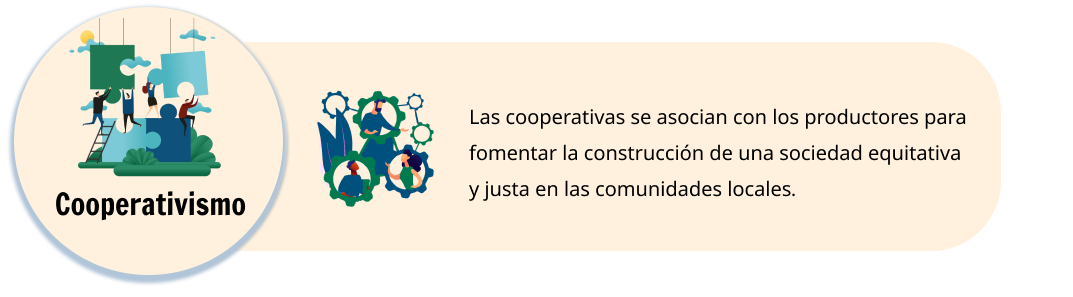 Cooperativismo
Las cooperativas se asocian con los productores para
fomentar la construcción de una sociedad equitativa
y justa en las comunidades locales.